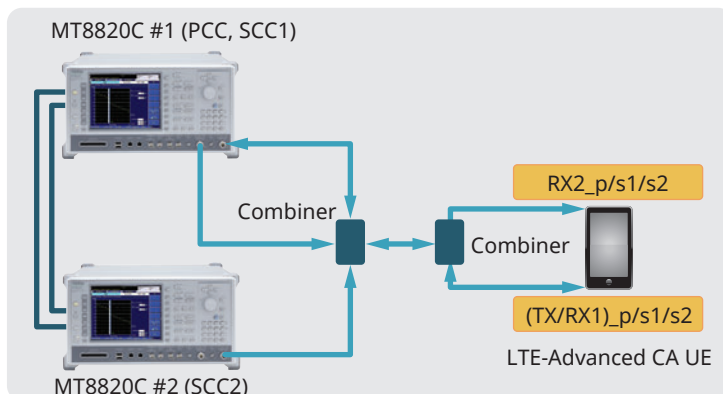 MT8820C #1 (PCC, SCC1)
Combiner
RX2_p/s1/s2
Combiner
(TX/RX1)_p/s1/s2
LTE-Advanced CA UE
MT8820C #2 (SCC2)